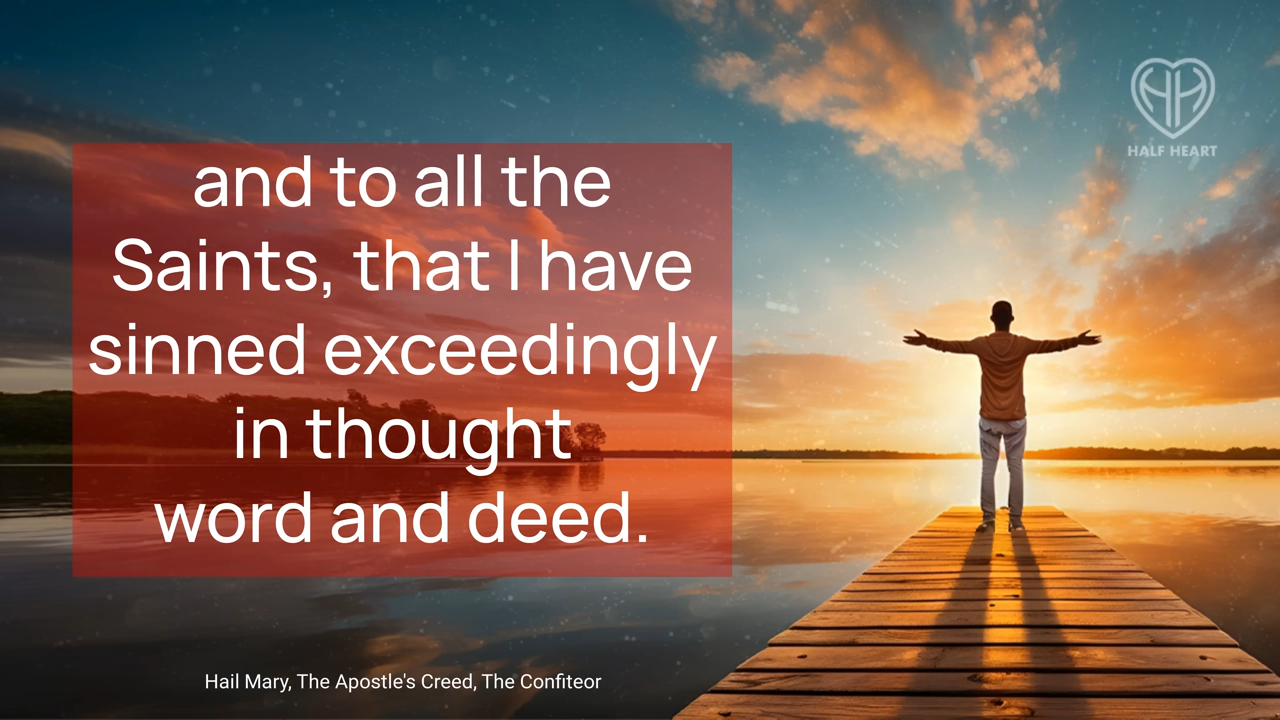 HALF HEART
and to all the
Saints, that I have
sinned exceedingly
in thought
word and deed.
Hail Mary, The Apostle's Creed, The Confiteor